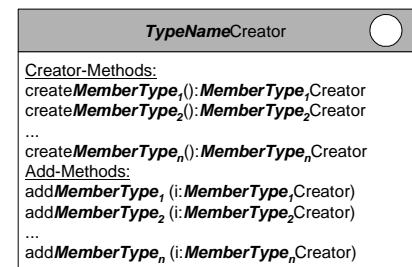 TypeNameCreator
Creator-Methods:
createMemberType₁():MemberType₁Creator
createMemberType₂():MemberType₂Creator
...
createMemberTypeₙ():MemberTypeₙCreator
Add-Methods:
addMemberType₁ (i:MemberType₁Creator)
addMemberType₂ (i:MemberType₂Creator)
...
addMemberTypeₙ (i:MemberTypeₙCreator)